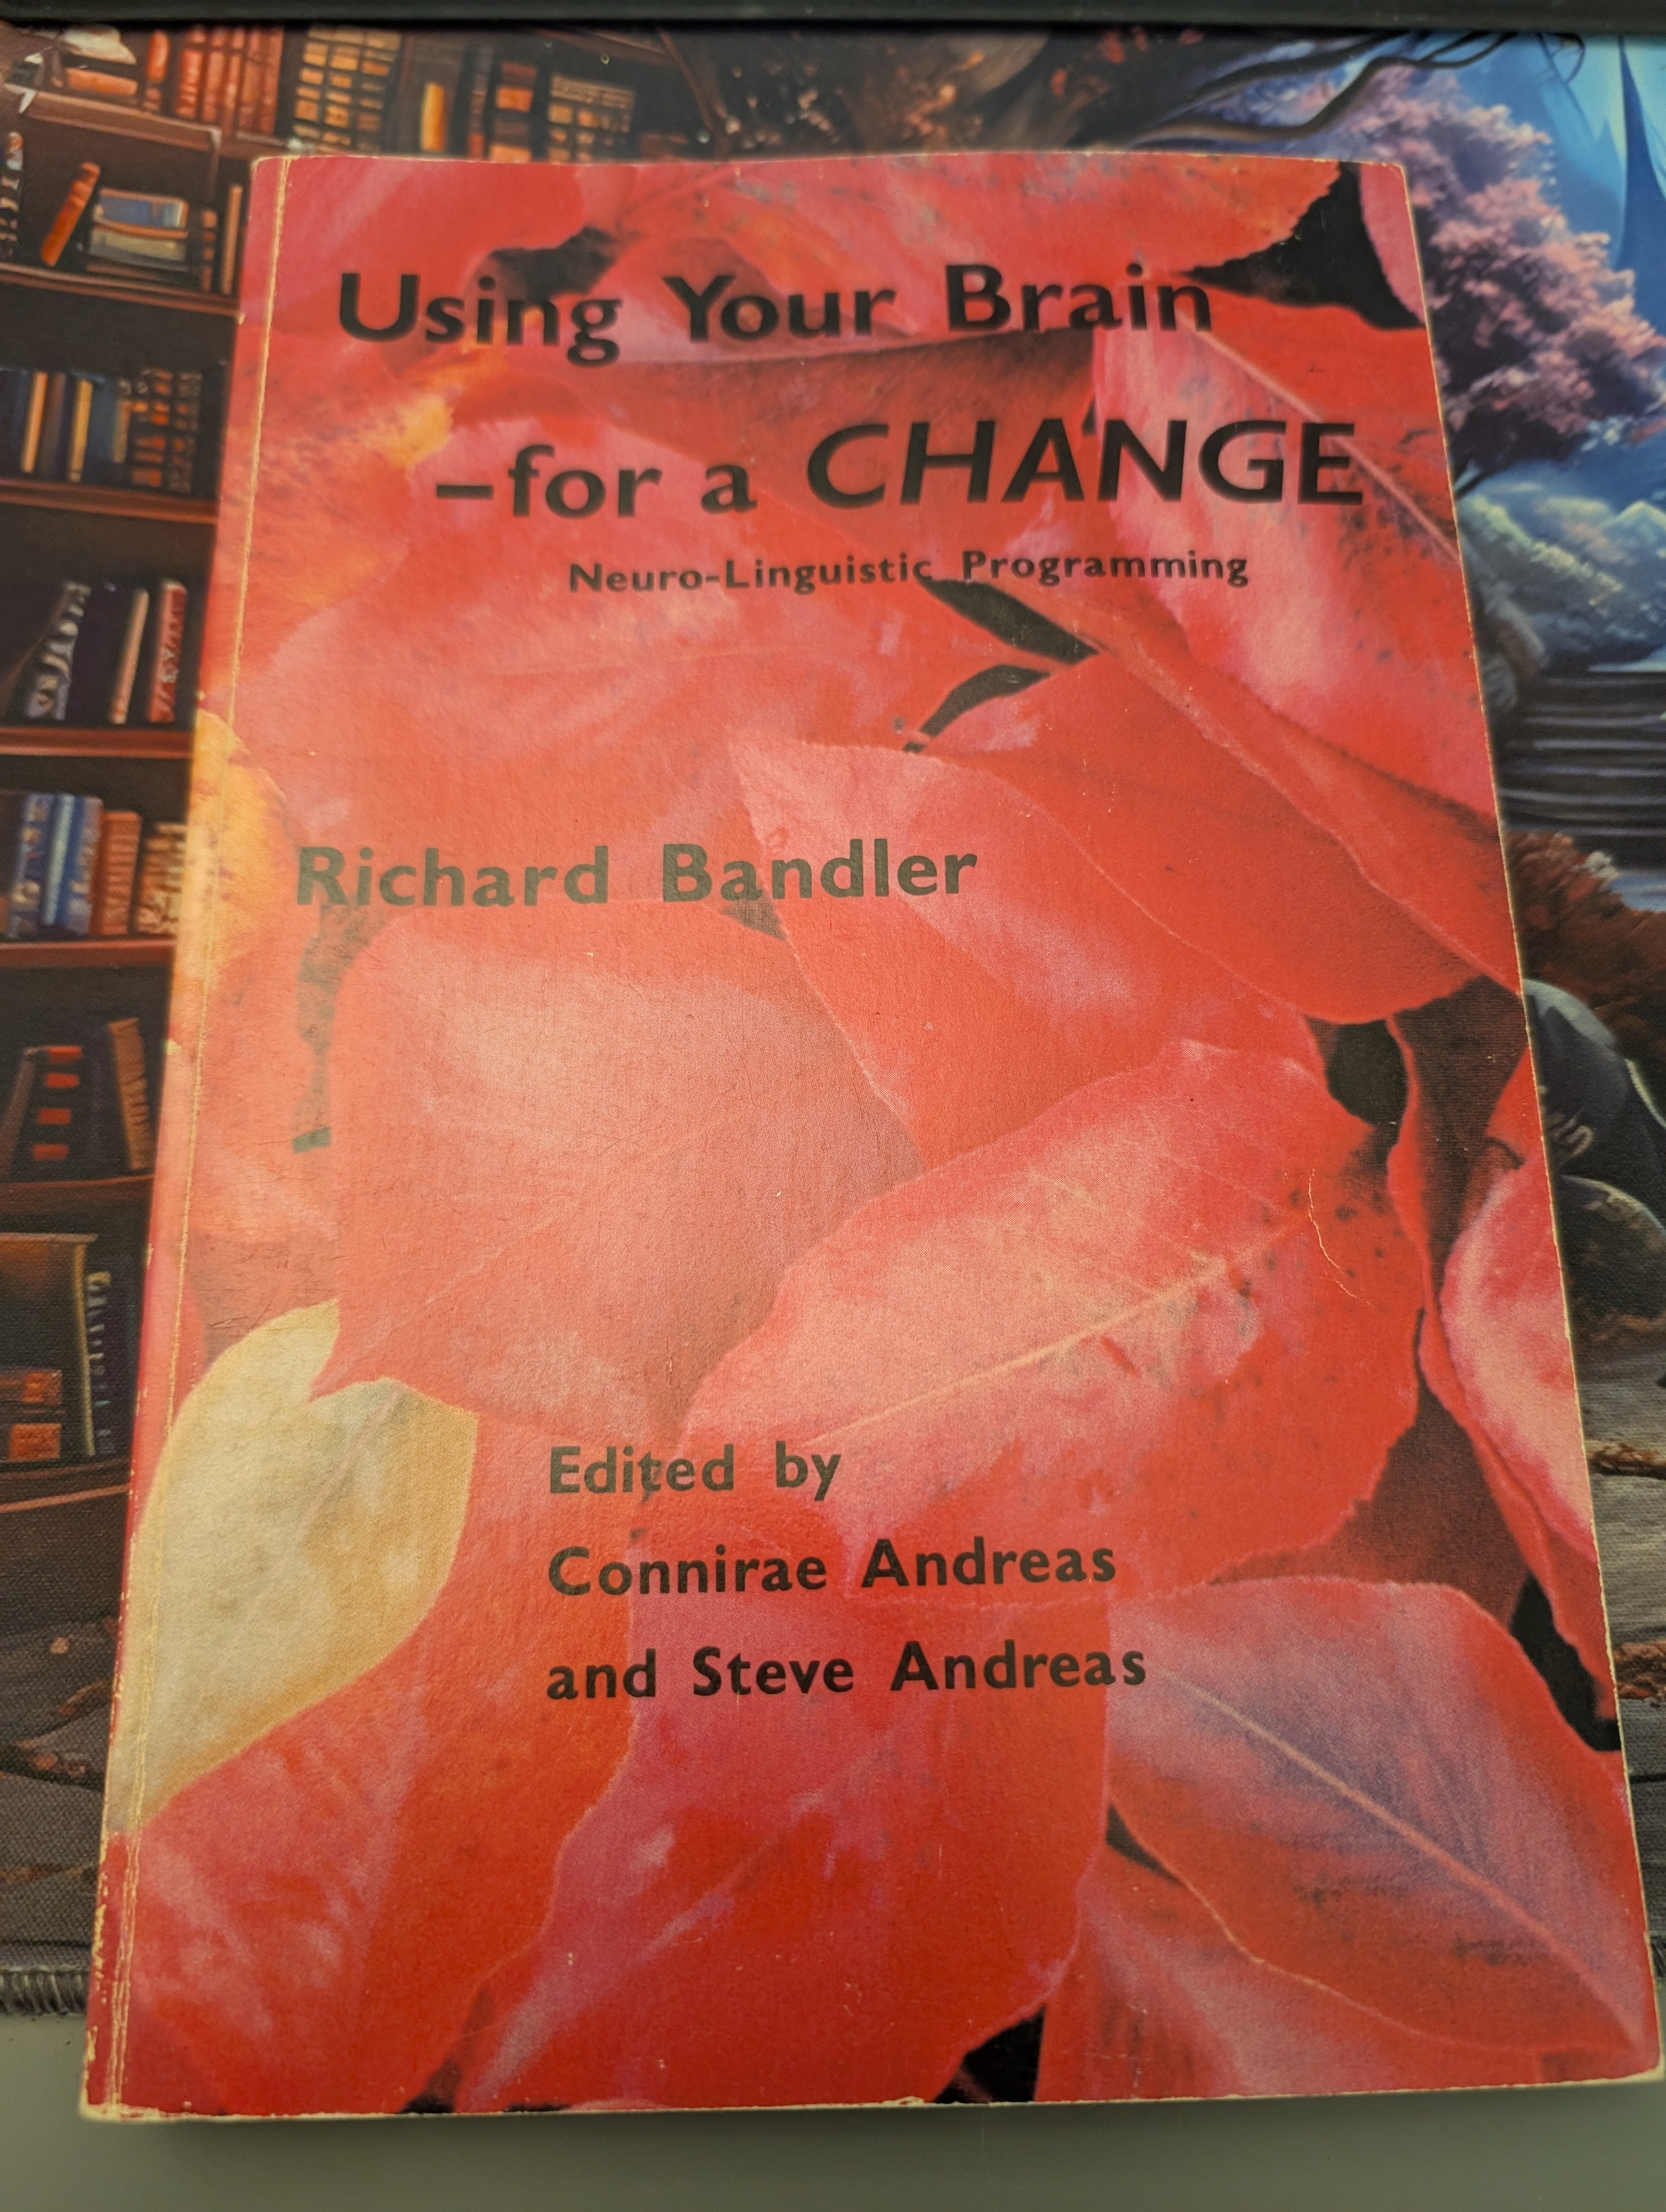 Using Your Brain
–for a CHANGE
Neuro-Linguistic Programming
Richard Bandler
Edited by
Connirae Andreas
and Steve Andreas